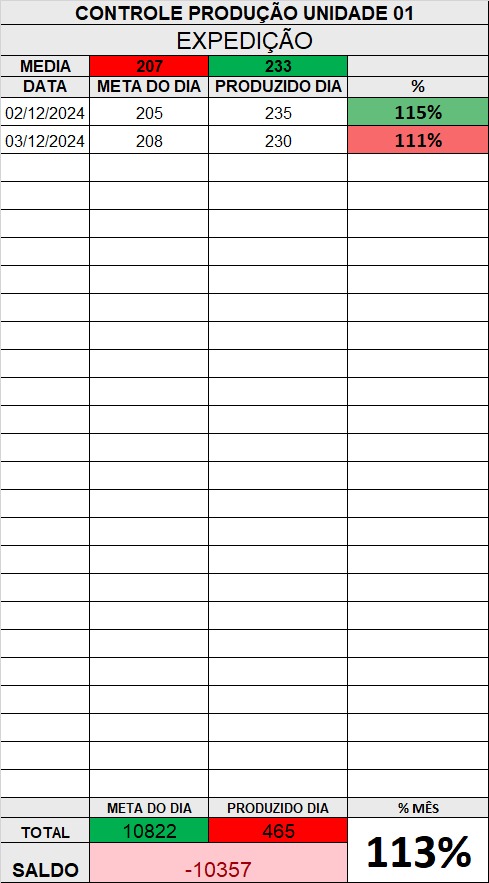 CONTROLE PRODUÇÃO UNIDADE 01
EXPEDIÇÃO
MEDIA 207 233
DATA META DO DIA PRODUZIDO DIA %
02/12/2024 205 235 115%
03/12/2024 208 230 111%
META DO DIA PRODUZIDO DIA % MÊS
TOTAL 10822 465 113%
SALDO -10357